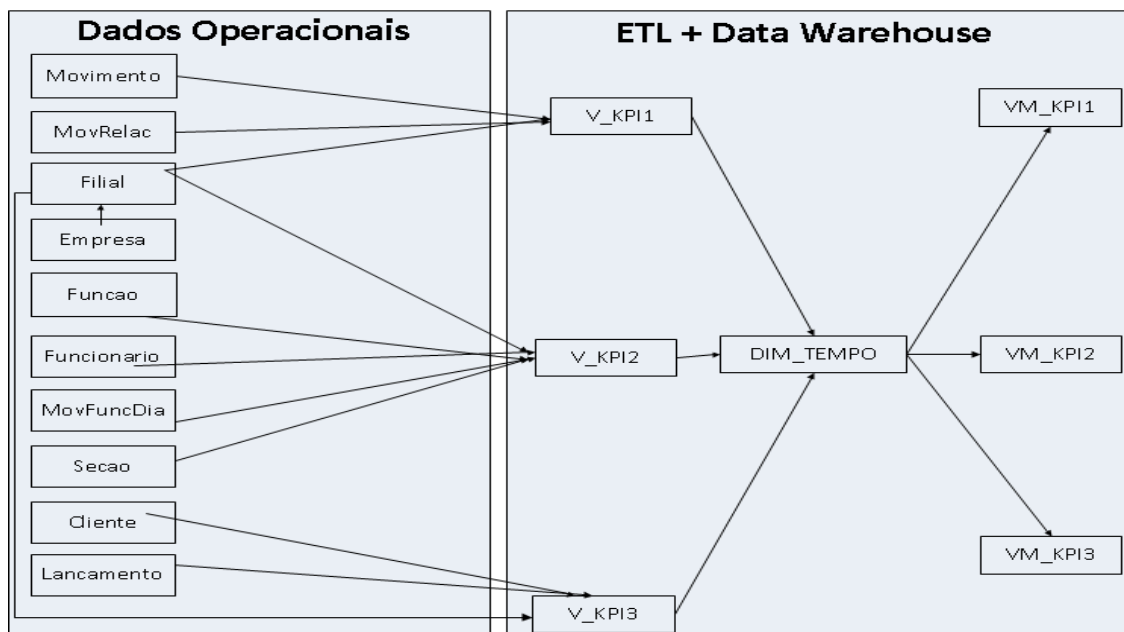 Dados Operacionais
Movimento
MovRelac
Filial
Empresa
Funcao
Funcionario
MovFuncDia
Secao
Cliente
Lancamento
ETL + Data Warehouse
V_KPI1
V_KPI2
V_KPI3
DIM_TEMPO
VM_KPI1
VM_KPI2
VM_KPI3